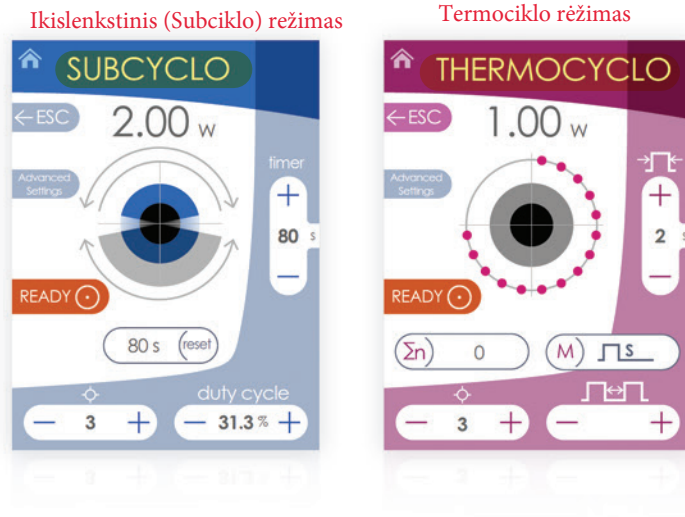 Ikislenkstinis (Subciklo) režimas
SUBCYCLO
←ESC
2.00 w
Advanced
Settings
timer
+
80 s
−
READY
80 s (reset)
duty cycle
− 3 +
− 31.3 % +
Termociklo rėžimas
THERMOCYCLO
←ESC
1.00 w
Advanced
Settings
+
2 s
−
READY
Σn) 0
M) S
− 3 +
− +